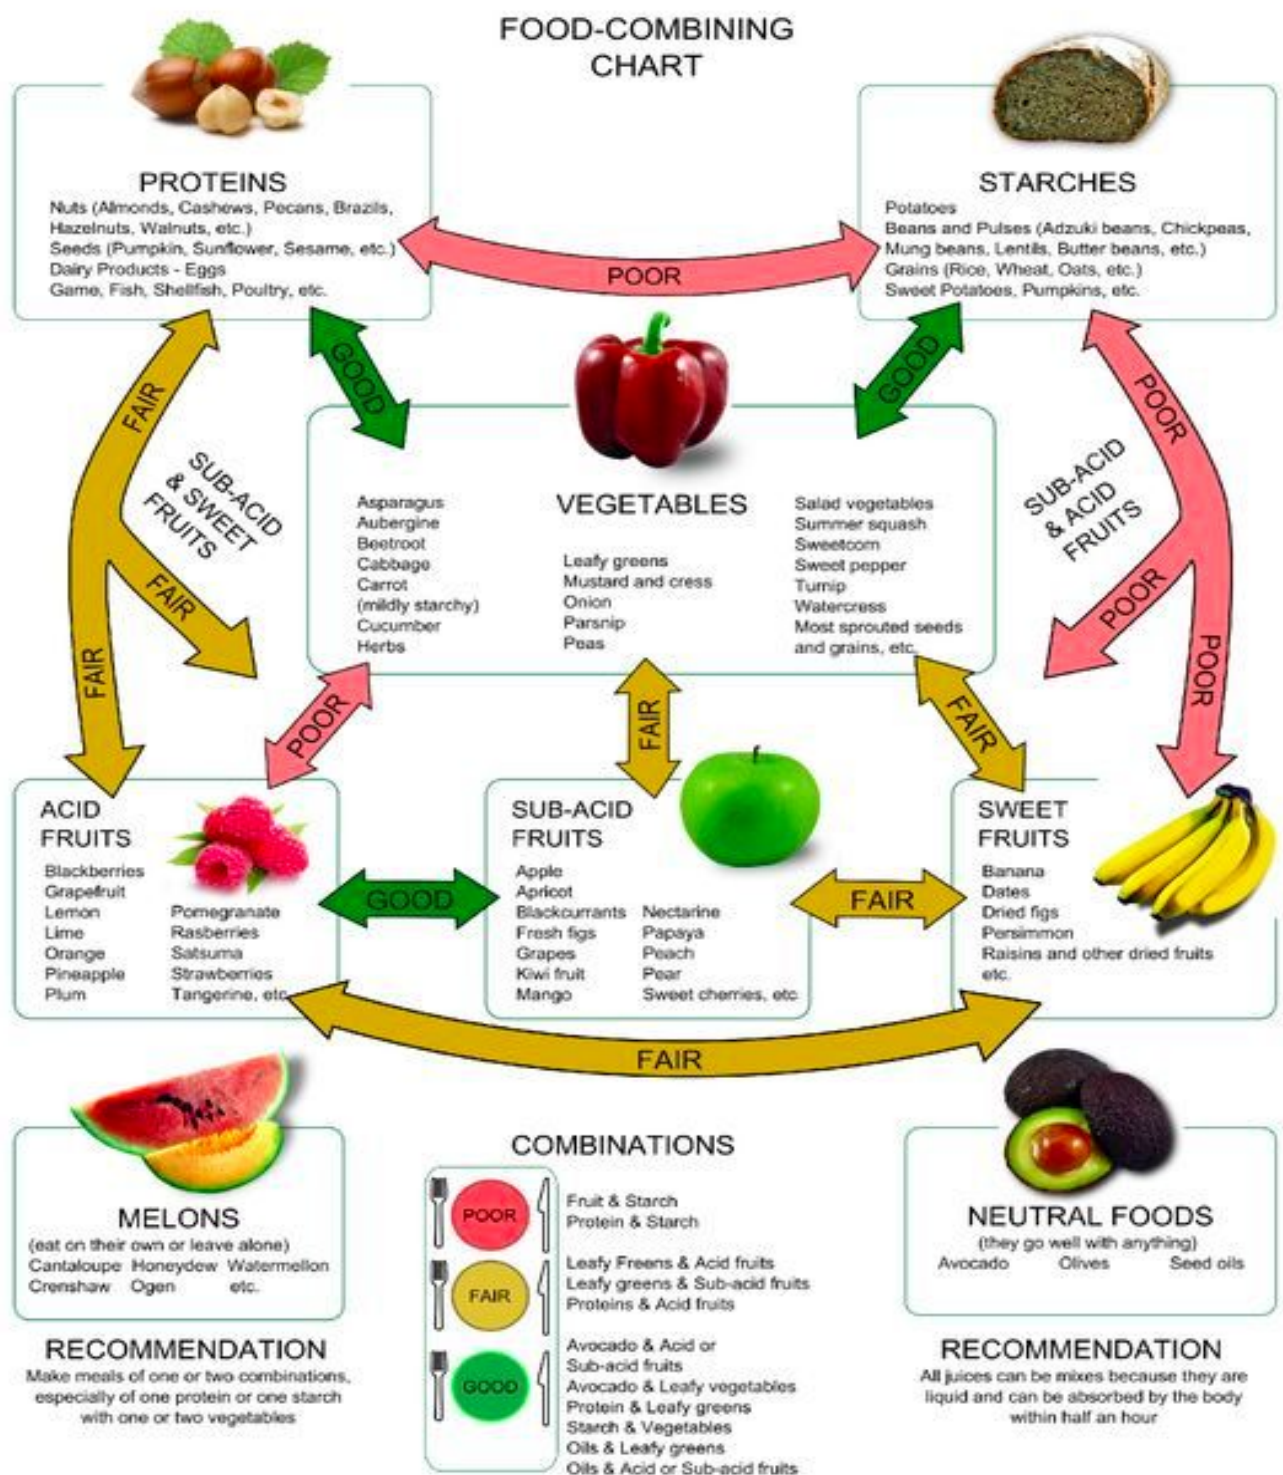 FOOD-COMBINING
CHART
PROTEINS
Nuts (Almonds, Cashews, Pecans, Brazils,
Hazelnuts, Walnuts, etc.)
Seeds (Pumpkin, Sunflower, Sesame, etc.)
Dairy Products - Eggs
Game, Fish, Shellfish, Poultry, etc.
STARCHES
Potatoes
Beans and Pulses (Adzuki beans, Chickpeas,
Mung beans, Lentils, Butter beans, etc.)
Grains (Rice, Wheat, Oats, etc.)
Sweet Potatoes, Pumpkins, etc.
POOR
GOOD
GOOD
FAIR
FAIR
FAIR
SUB-ACID
& SWEET
FRUITS
POOR
POOR
POOR
SUB-ACID
& ACID
FRUITS
VEGETABLES
Asparagus
Aubergine
Beetroot
Cabbage
Carrot
(mildly starchy)
Cucumber
Herbs
Leafy greens
Mustard and cress
Onion
Parsnip
Peas
Salad vegetables
Summer squash
Sweetcorn
Sweet pepper
Turnip
Watercress
Most sprouted seeds
and grains, etc.
POOR
FAIR
FAIR
ACID
FRUITS
Blackberries
Grapefruit
Lemon
Lime
Orange
Pineapple
Plum
Pomegranate
Rasberries
Satsuma
Strawberries
Tangerine, etc
GOOD
SUB-ACID
FRUITS
Apple
Apricot
Blackcurrants
Fresh figs
Grapes
Kiwi fruit
Mango
Nectarine
Papaya
Peach
Pear
Sweet cherries, etc
FAIR
SWEET
FRUITS
Banana
Dates
Dried figs
Persimmon
Raisins and other dried fruits
etc.
FAIR
MELONS
(eat on their own or leave alone)
Cantaloupe Honeydew Watermellon
Crenshaw Ogen etc.
RECOMMENDATION
Make meals of one or two combinations,
especially of one protein or one starch
with one or two vegetables
COMBINATIONS
POOR
Fruit & Starch
Protein & Starch
FAIR
Leafy Freens & Acid fruits
Leafy greens & Sub-acid fruits
Proteins & Acid fruits
GOOD
Avocado & Acid or
Sub-acid fruits
Avocado & Leafy vegetables
Protein & Leafy greens
Starch & Vegetables
Oils & Leafy greens
Oils & Acid or Sub-acid fruits
NEUTRAL FOODS
(they go well with anything)
Avocado Olives Seed oils
RECOMMENDATION
All juices can be mixes because they are
liquid and can be absorbed by the body
within half an hour